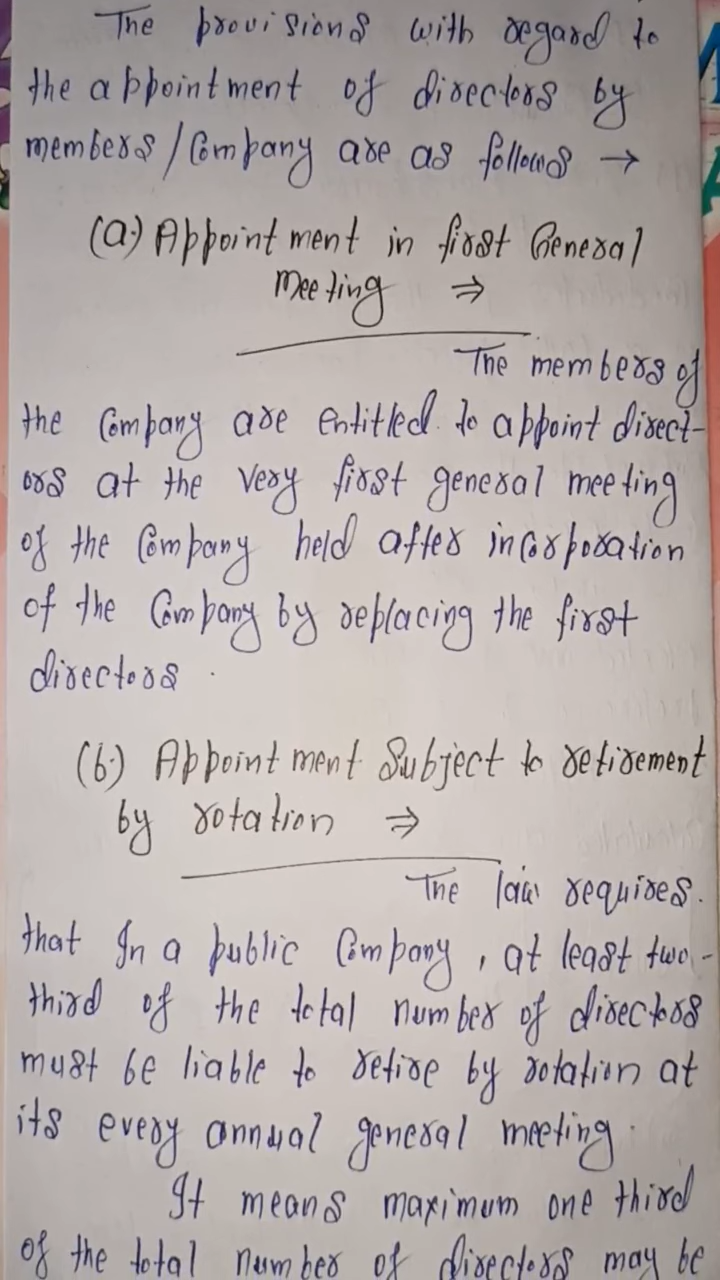 The provisions with regard to
the appointment of directors by
members/Company are as follows →
(a) Appointment in first General
Meeting ⇒
The members of
the Company are entitled to appoint direct-
ors at the very first general meeting
of the Company held after incorporation
of the Company by replacing the first
directors.
(b) Appointment Subject to retirement
by rotation ⇒
The law requires.
that In a public Company, at least two-
third of the total number of directors
must be liable to retire by rotation at
its every annual general meeting.
It means maximum one third
of the total number of directors may be